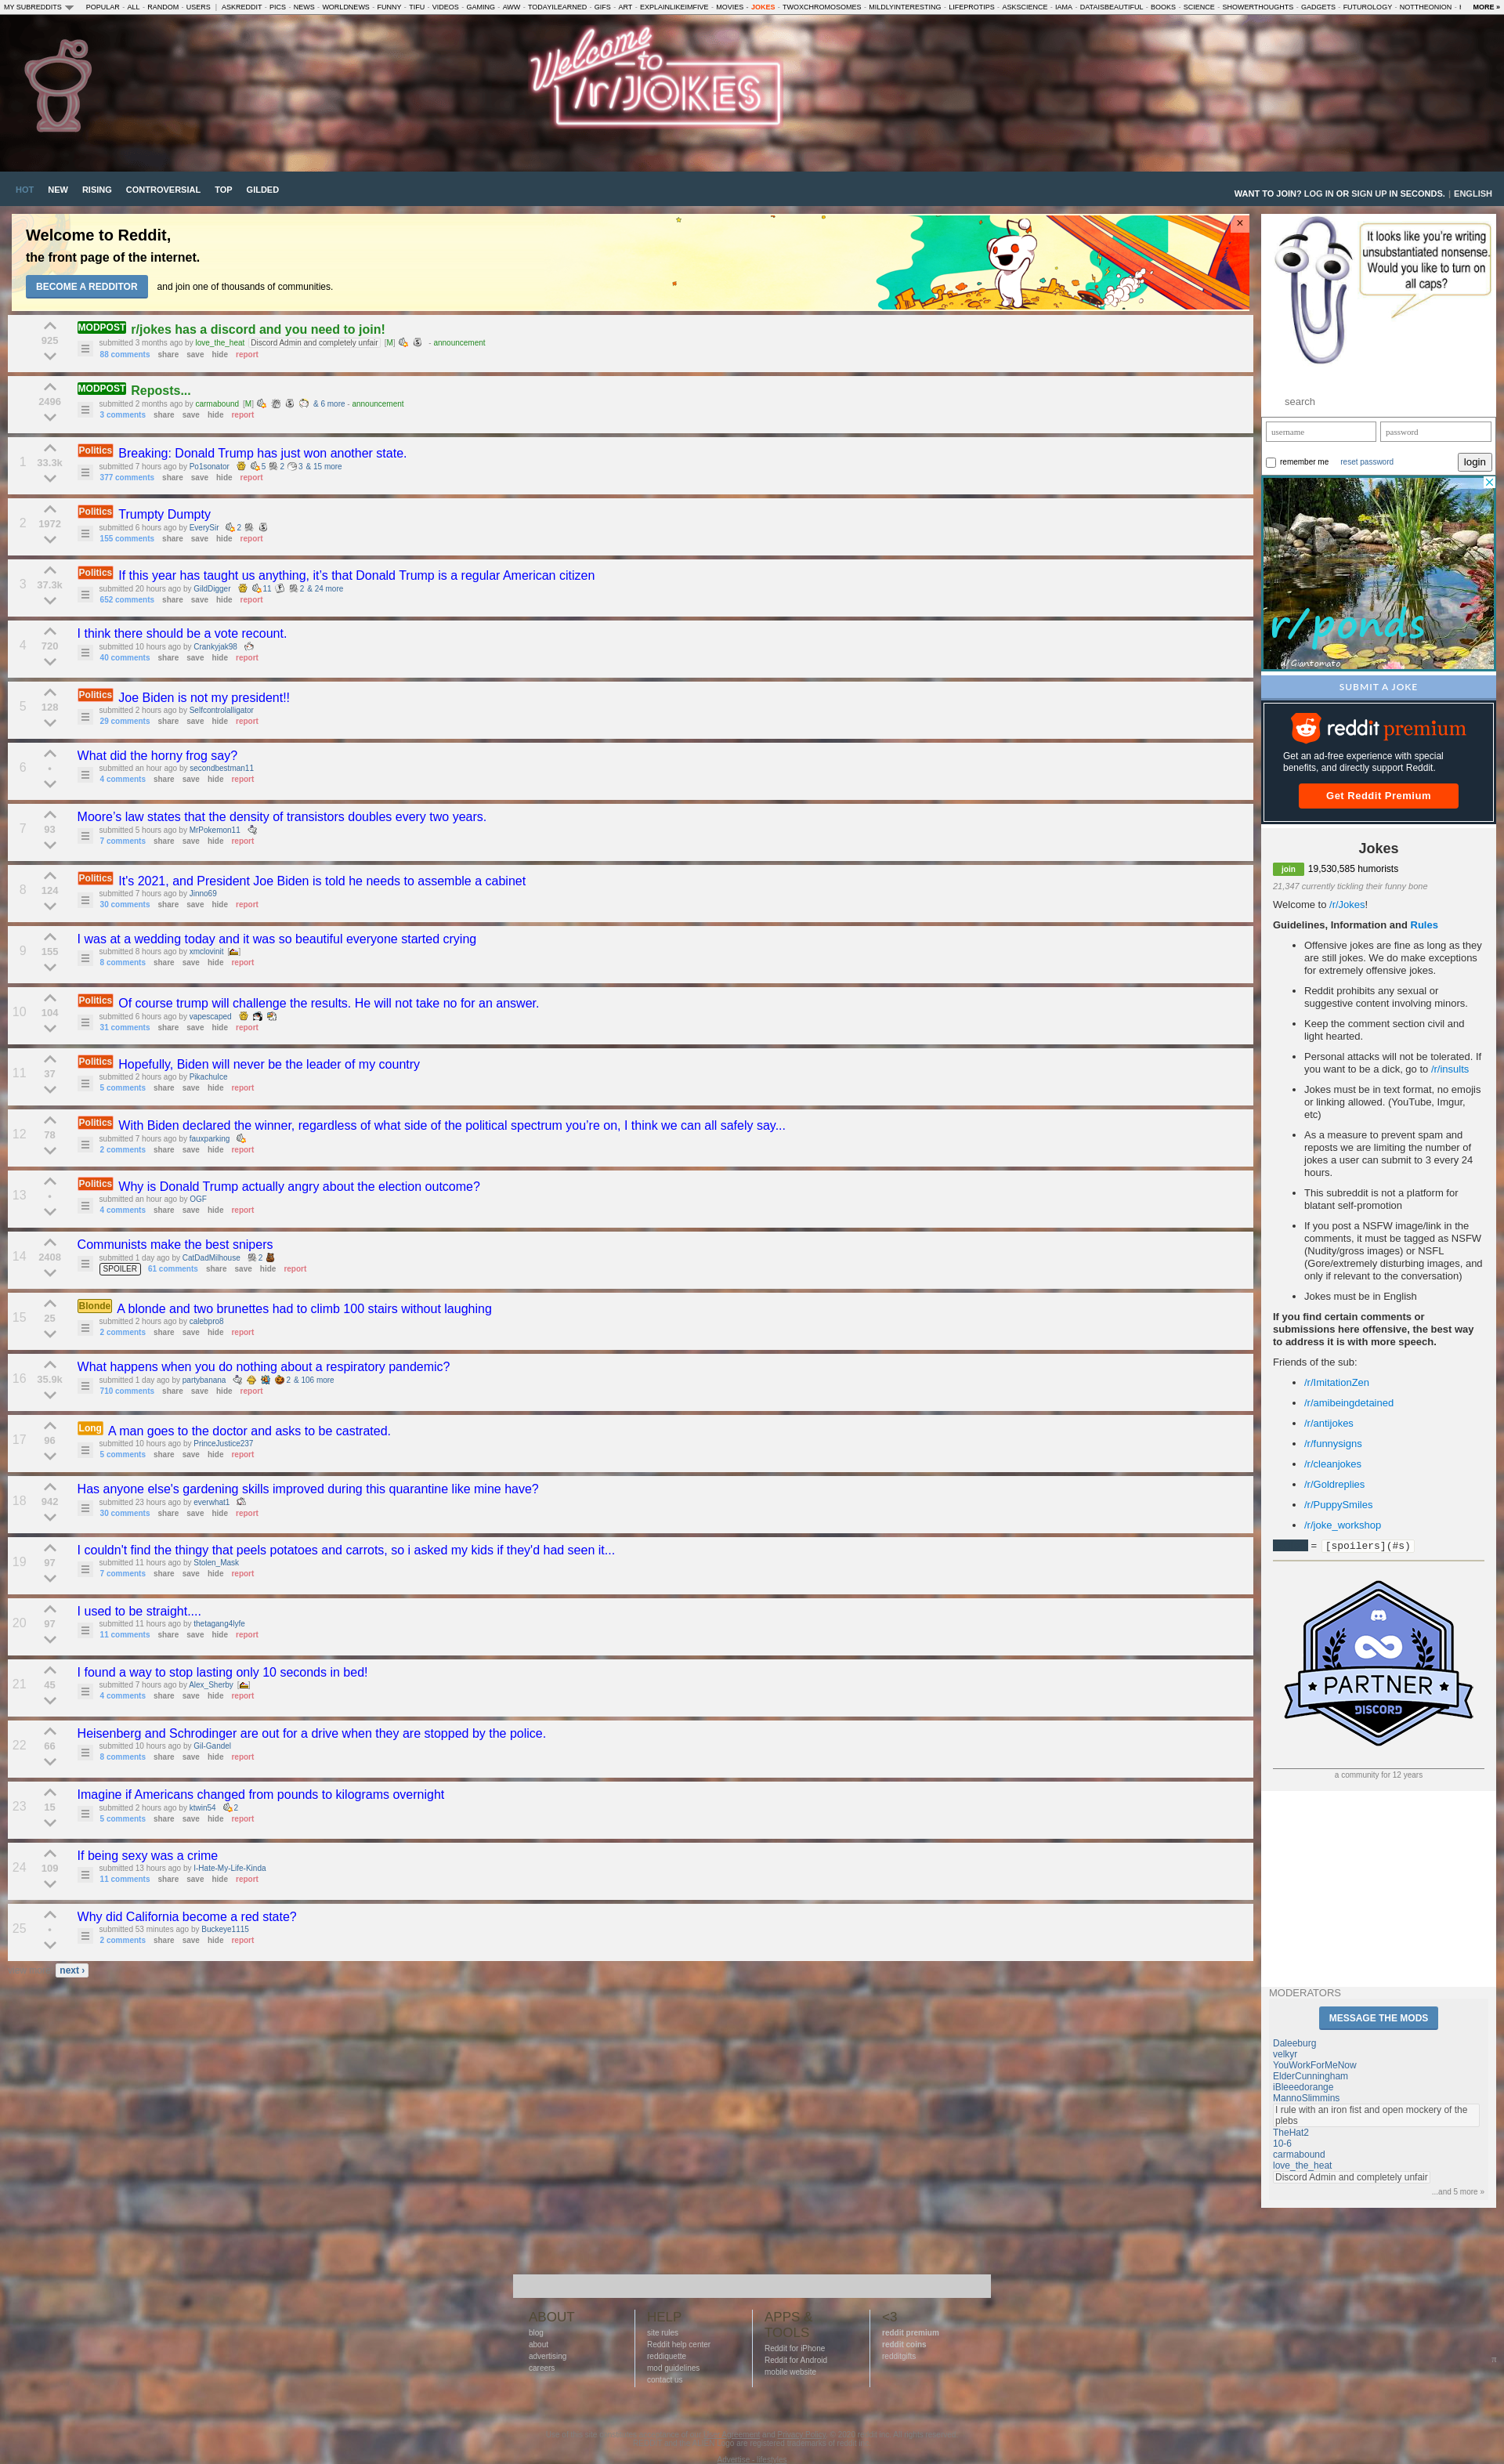 MY SUBREDDITS POPULAR - ALL - RANDOM - USERS | ASKREDDIT - PICS - NEWS - WORLDNEWS - FUNNY - TIFU - VIDEOS - GAMING - AWW - TODAYILEARNED - GIFS - ART - EXPLAINLIKEIMFIVE - MOVIES - JOKES - TWOXCHROMOSOMES - MILDLYINTERESTING - LIFEPROTIPS - ASKSCIENCE - IAMA - DATAISBEAUTIFUL - BOOKS - SCIENCE - SHOWERTHOUGHTS - GADGETS - FUTUROLOGY - NOTTHEONION - MORE »
Welcome to /r/JOKES
HOT NEW RISING CONTROVERSIAL TOP GILDED
WANT TO JOIN? LOG IN OR SIGN UP IN SECONDS. | ENGLISH
Welcome to Reddit,
the front page of the internet.
BECOME A REDDITOR and join one of thousands of communities.
×
925
MODPOST r/jokes has a discord and you need to join!
submitted 3 months ago by love_the_heat Discord Admin and completely unfair [M] - announcement
88 comments share save hide report
2496
MODPOST Reposts...
submitted 2 months ago by carmabound [M] & 6 more - announcement
3 comments share save hide report
1 33.3k
Politics Breaking: Donald Trump has just won another state.
submitted 7 hours ago by Po1sonator 5 2 3 & 15 more
377 comments share save hide report
2 1972
Politics Trumpty Dumpty
submitted 6 hours ago by EverySir 2
155 comments share save hide report
3 37.3k
Politics If this year has taught us anything, it's that Donald Trump is a regular American citizen
submitted 20 hours ago by GildDigger 11 2 & 24 more
652 comments share save hide report
4 720
I think there should be a vote recount.
submitted 10 hours ago by Crankyjak98
40 comments share save hide report
5 128
Politics Joe Biden is not my president!!
submitted 2 hours ago by Selfcontrolalligator
29 comments share save hide report
6 •
What did the horny frog say?
submitted an hour ago by secondbestman11
4 comments share save hide report
7 93
Moore's law states that the density of transistors doubles every two years.
submitted 5 hours ago by MrPokemon11
7 comments share save hide report
8 124
Politics It's 2021, and President Joe Biden is told he needs to assemble a cabinet
submitted 7 hours ago by Jinno69
30 comments share save hide report
9 155
I was at a wedding today and it was so beautiful everyone started crying
submitted 8 hours ago by xmclovinit
8 comments share save hide report
10 104
Politics Of course trump will challenge the results. He will not take no for an answer.
submitted 6 hours ago by vapescaped
31 comments share save hide report
11 37
Politics Hopefully, Biden will never be the leader of my country
submitted 2 hours ago by Pikachulce
5 comments share save hide report
12 78
Politics With Biden declared the winner, regardless of what side of the political spectrum you're on, I think we can all safely say...
submitted 7 hours ago by fauxparking
2 comments share save hide report
13 •
Politics Why is Donald Trump actually angry about the election outcome?
submitted an hour ago by OGF
4 comments share save hide report
14 2408
Communists make the best snipers
submitted 1 day ago by CatDadMilhouse 2
SPOILER 61 comments share save hide report
15 25
Blonde A blonde and two brunettes had to climb 100 stairs without laughing
submitted 2 hours ago by calebpro8
2 comments share save hide report
16 35.9k
What happens when you do nothing about a respiratory pandemic?
submitted 1 day ago by partybanana 2 & 106 more
710 comments share save hide report
17 96
Long A man goes to the doctor and asks to be castrated.
submitted 10 hours ago by PrinceJustice237
5 comments share save hide report
18 942
Has anyone else's gardening skills improved during this quarantine like mine have?
submitted 23 hours ago by everwhat1
30 comments share save hide report
19 97
I couldn't find the thingy that peels potatoes and carrots, so i asked my kids if they'd had seen it...
submitted 11 hours ago by Stolen_Mask
7 comments share save hide report
20 97
I used to be straight....
submitted 11 hours ago by thetagang4lyfe
11 comments share save hide report
21 45
I found a way to stop lasting only 10 seconds in bed!
submitted 7 hours ago by Alex_Sherby
4 comments share save hide report
22 66
Heisenberg and Schrodinger are out for a drive when they are stopped by the police.
submitted 10 hours ago by Gil-Gandel
8 comments share save hide report
23 15
Imagine if Americans changed from pounds to kilograms overnight
submitted 2 hours ago by ktwin54 2
5 comments share save hide report
24 109
If being sexy was a crime
submitted 13 hours ago by I-Hate-My-Life-Kinda
11 comments share save hide report
25 •
Why did California become a red state?
submitted 53 minutes ago by Buckeye1115
2 comments share save hide report
next ›
It looks like you're writing
unsubstantiated nonsense.
Would you like to turn on
all caps?
search
username password
remember me reset password login
r/ponds
u/Giantomato
SUBMIT A JOKE
reddit premium
Get an ad-free experience with special
benefits, and directly support Reddit.
Get Reddit Premium
Jokes
join 19,530,585 humorists
21,347 currently tickling their funny bone
Welcome to /r/Jokes!
Guidelines, Information and Rules
• Offensive jokes are fine as long as they
are still jokes. We do make exceptions
for extremely offensive jokes.
• Reddit prohibits any sexual or
suggestive content involving minors.
• Keep the comment section civil and
light hearted.
• Personal attacks will not be tolerated. If
you want to be a dick, go to /r/insults
• Jokes must be in text format, no emojis
or linking allowed. (YouTube, Imgur,
etc)
• As a measure to prevent spam and
reposts we are limiting the number of
jokes a user can submit to 3 every 24
hours.
• This subreddit is not a platform for
blatant self-promotion
• If you post a NSFW image/link in the
comments, it must be tagged as NSFW
(Nudity/gross images) or NSFL
(Gore/extremely disturbing images, and
only if relevant to the conversation)
• Jokes must be in English
If you find certain comments or
submissions here offensive, the best way
to address it is with more speech.
Friends of the sub:
• /r/ImitationZen
• /r/amibeingdetained
• /r/antijokes
• /r/funnysigns
• /r/cleanjokes
• /r/Goldreplies
• /r/PuppySmiles
• /r/joke_workshop
= [spoilers](#s)
PARTNER
DISCORD
a community for 12 years
MODERATORS
MESSAGE THE MODS
Daleeburg
velkyr
YouWorkForMeNow
ElderCunningham
iBleeedorange
MannoSlimmins
I rule with an iron fist and open mockery of the
plebs
TheHat2
10-6
carmabound
love_the_heat
Discord Admin and completely unfair
...and 5 more »
ABOUT
blog
about
advertising
careers
HELP
site rules
Reddit help center
reddiquette
mod guidelines
contact us
APPS &
TOOLS
Reddit for iPhone
Reddit for Android
mobile website
<3
reddit premium
reddit coins
redditgifts
π